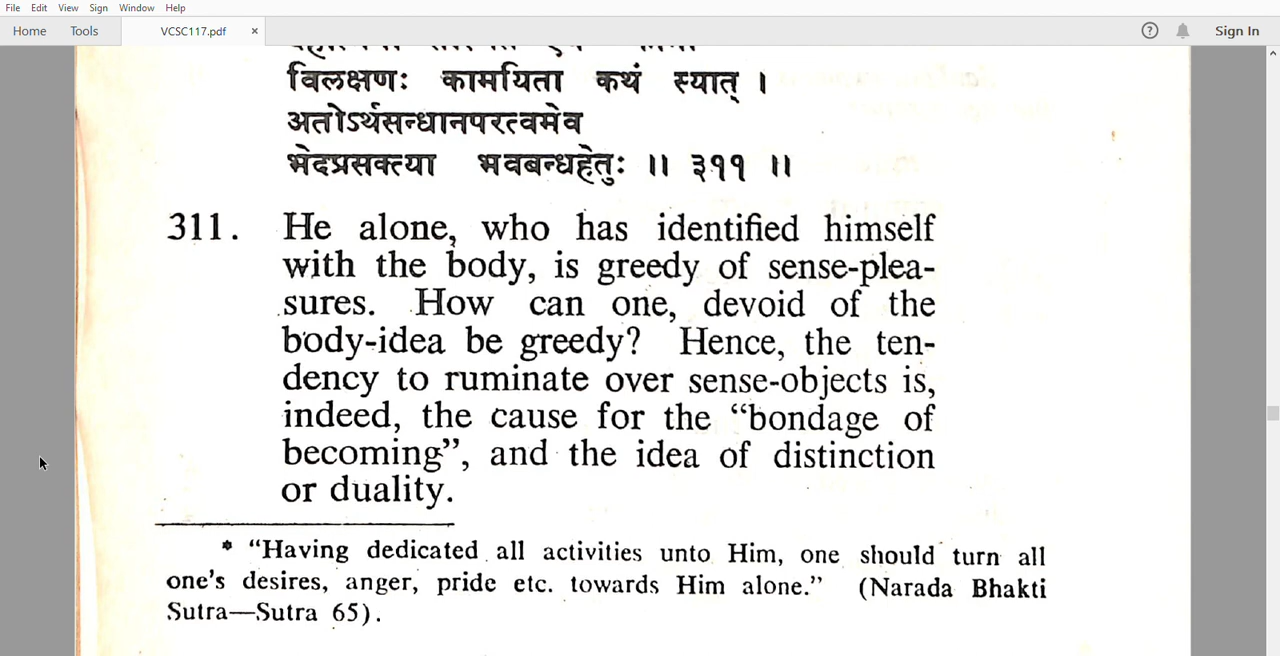 File Edit View Sign Window Help
Home Tools VCSC117.pdf × ? Sign In
विलक्षणः कामयिता कथं स्यात् ।
अतोऽर्थसन्धानपरत्वमेव
भेदप्रसक्त्या भवबन्धहेतुः ॥ ३११ ॥
311. He alone, who has identified himself
with the body, is greedy of sense-plea-
sures. How can one, devoid of the
body-idea be greedy? Hence, the ten-
dency to ruminate over sense-objects is,
indeed, the cause for the “bondage of
becoming”, and the idea of distinction
or duality.
* “Having dedicated all activities unto Him, one should turn all
one's desires, anger, pride etc. towards Him alone.” (Narada Bhakti
Sutra—Sutra 65).